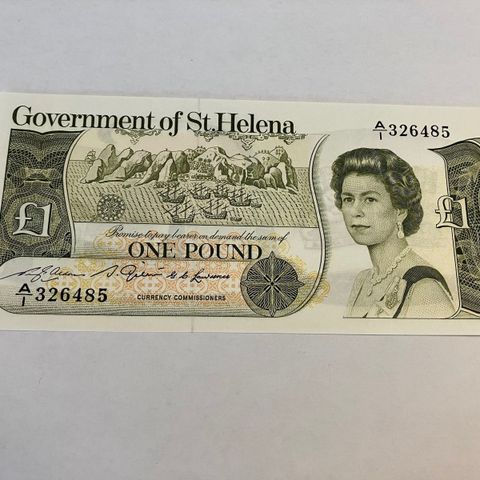 Government of St. Helena
A/1 326485
£1
£1
Promise to pay bearer on demand the sum of
ONE POUND
A/1 326485
CURRENCY COMMISSIONERS